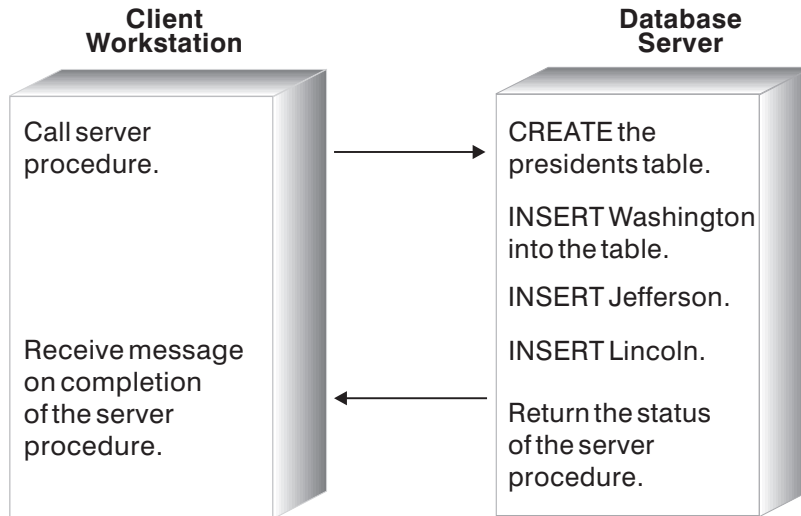 Client
Workstation
Database
Server
Call server
procedure.
Receive message
on completion
of the server
procedure.
CREATE the
presidents table.
INSERT Washington
into the table.
INSERT Jefferson.
INSERT Lincoln.
Return the status
of the server
procedure.